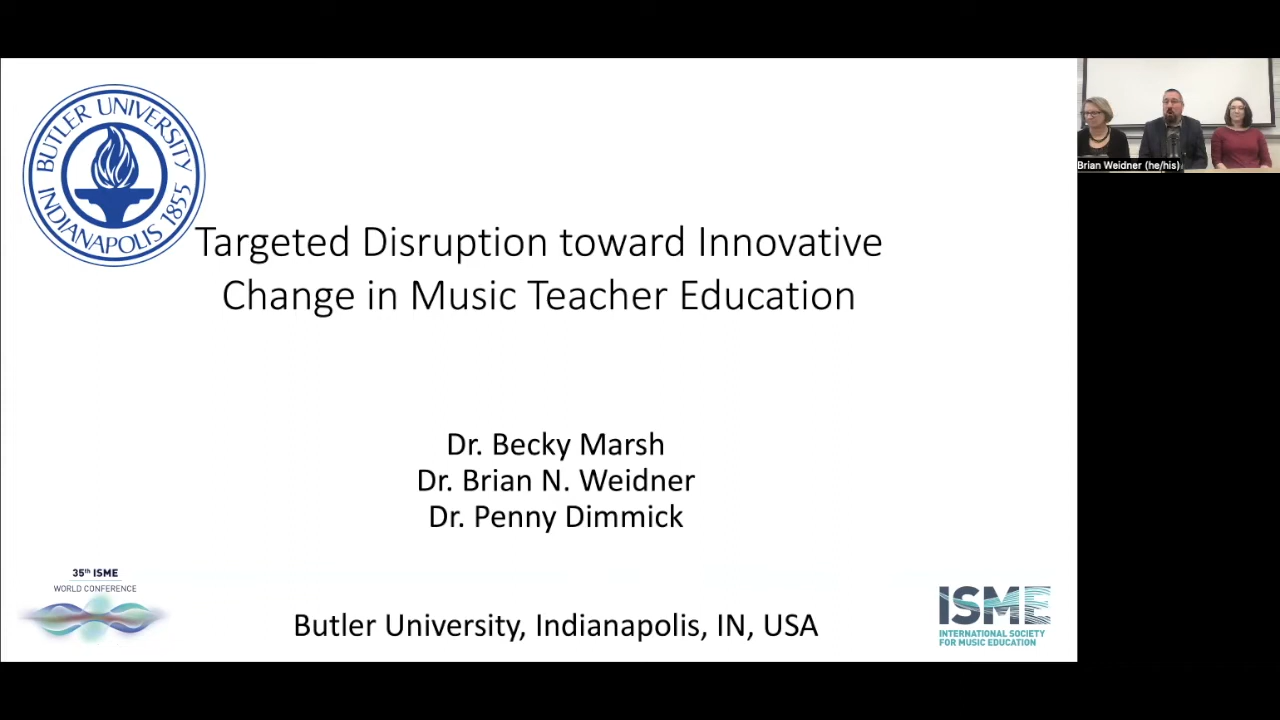 BUTLER UNIVERSITY
INDIANAPOLIS 1855
Targeted Disruption toward Innovative
Change in Music Teacher Education
Dr. Becky Marsh
Dr. Brian N. Weidner
Dr. Penny Dimmick
Butler University, Indianapolis, IN, USA
35th ISME
WORLD CONFERENCE
ISME
INTERNATIONAL SOCIETY
FOR MUSIC EDUCATION
Brian Weidner (he/his)